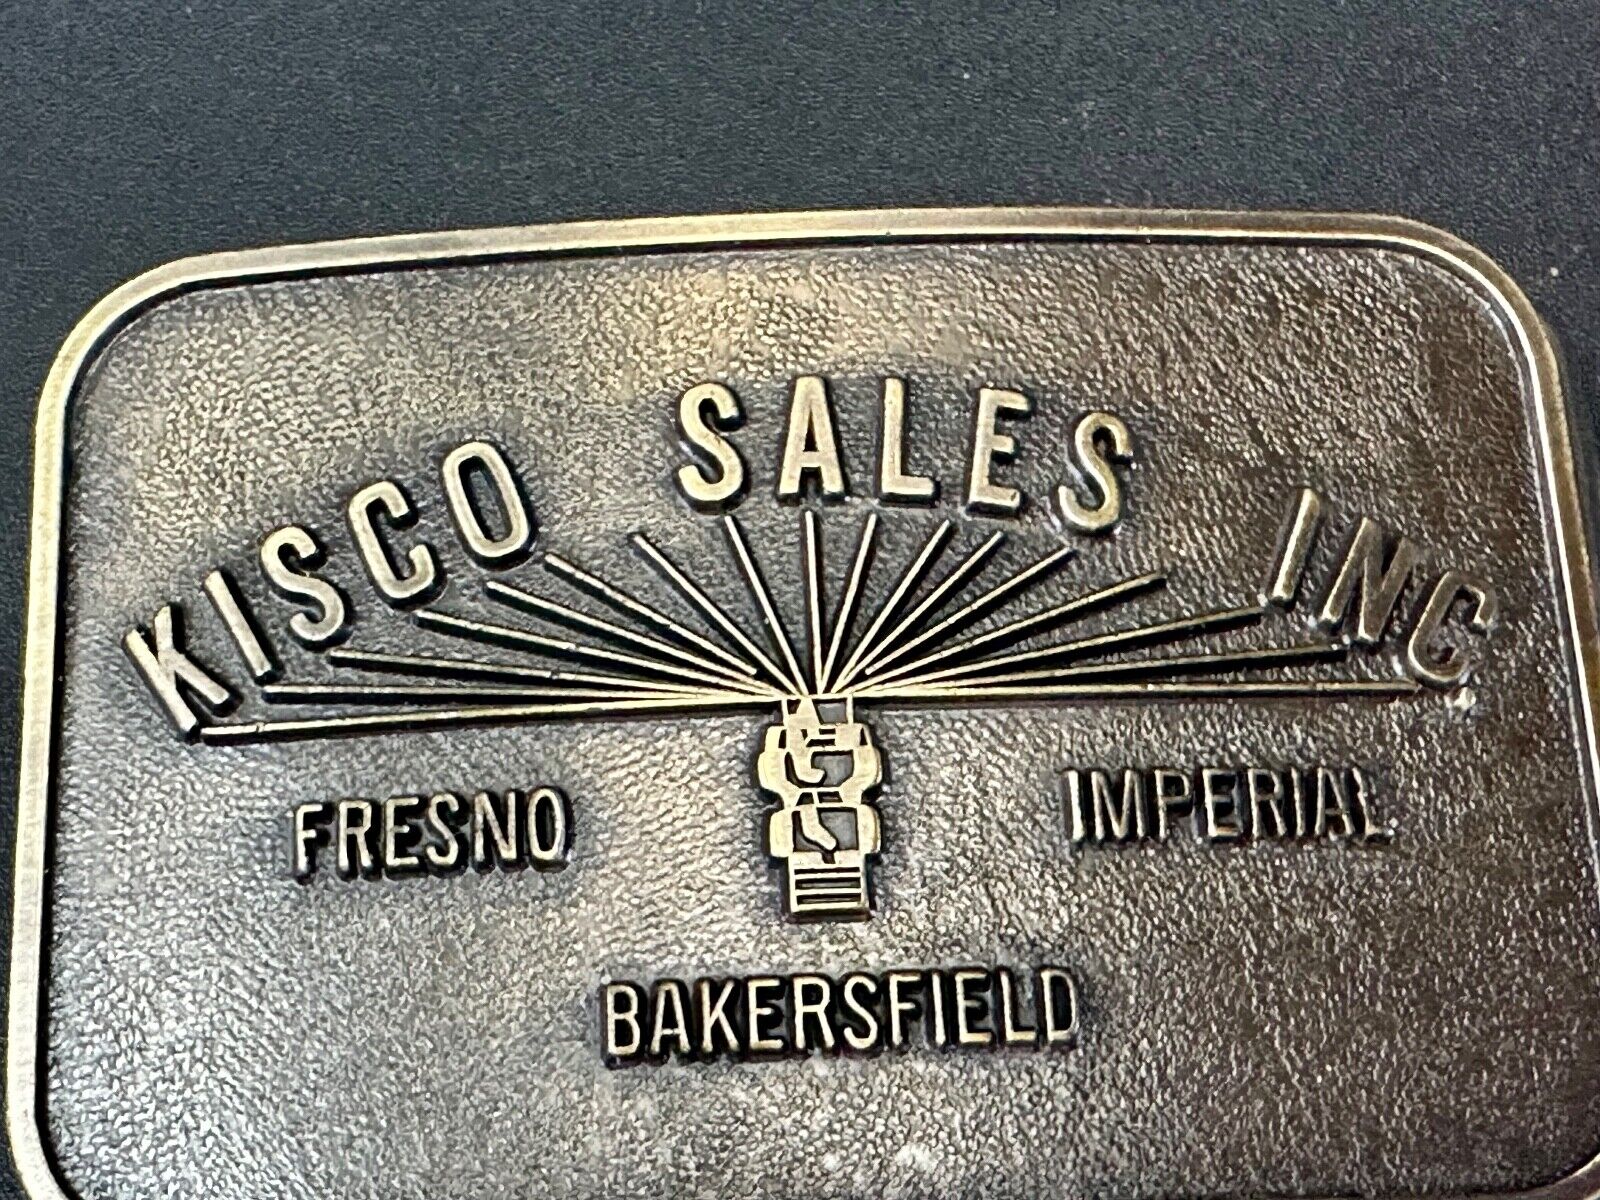 KISCO SALES INC.
FRESNO IMPERIAL
BAKERSFIELD